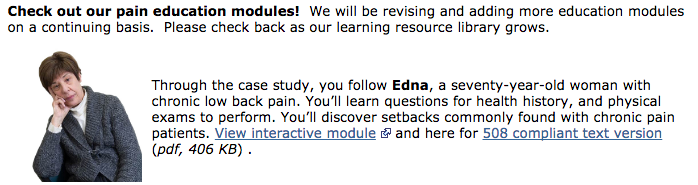 Check out our pain education modules!  We will be revising and adding more education modules
on a continuing basis.  Please check back as our learning resource library grows.
Through the case study, you follow Edna, a seventy-year-old woman with
chronic low back pain. You'll learn questions for health history, and physical
exams to perform. You'll discover setbacks commonly found with chronic pain
patients. View interactive module and here for 508 compliant text version
(pdf, 406 KB) .